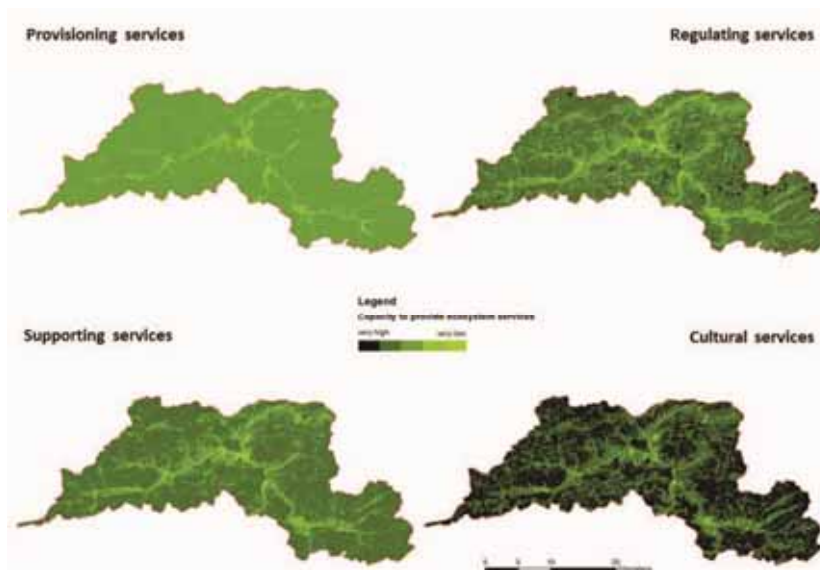 Provisioning services
Regulating services
Legend
Capacity to provide ecosystem services
very high
very low
Supporting services
Cultural services